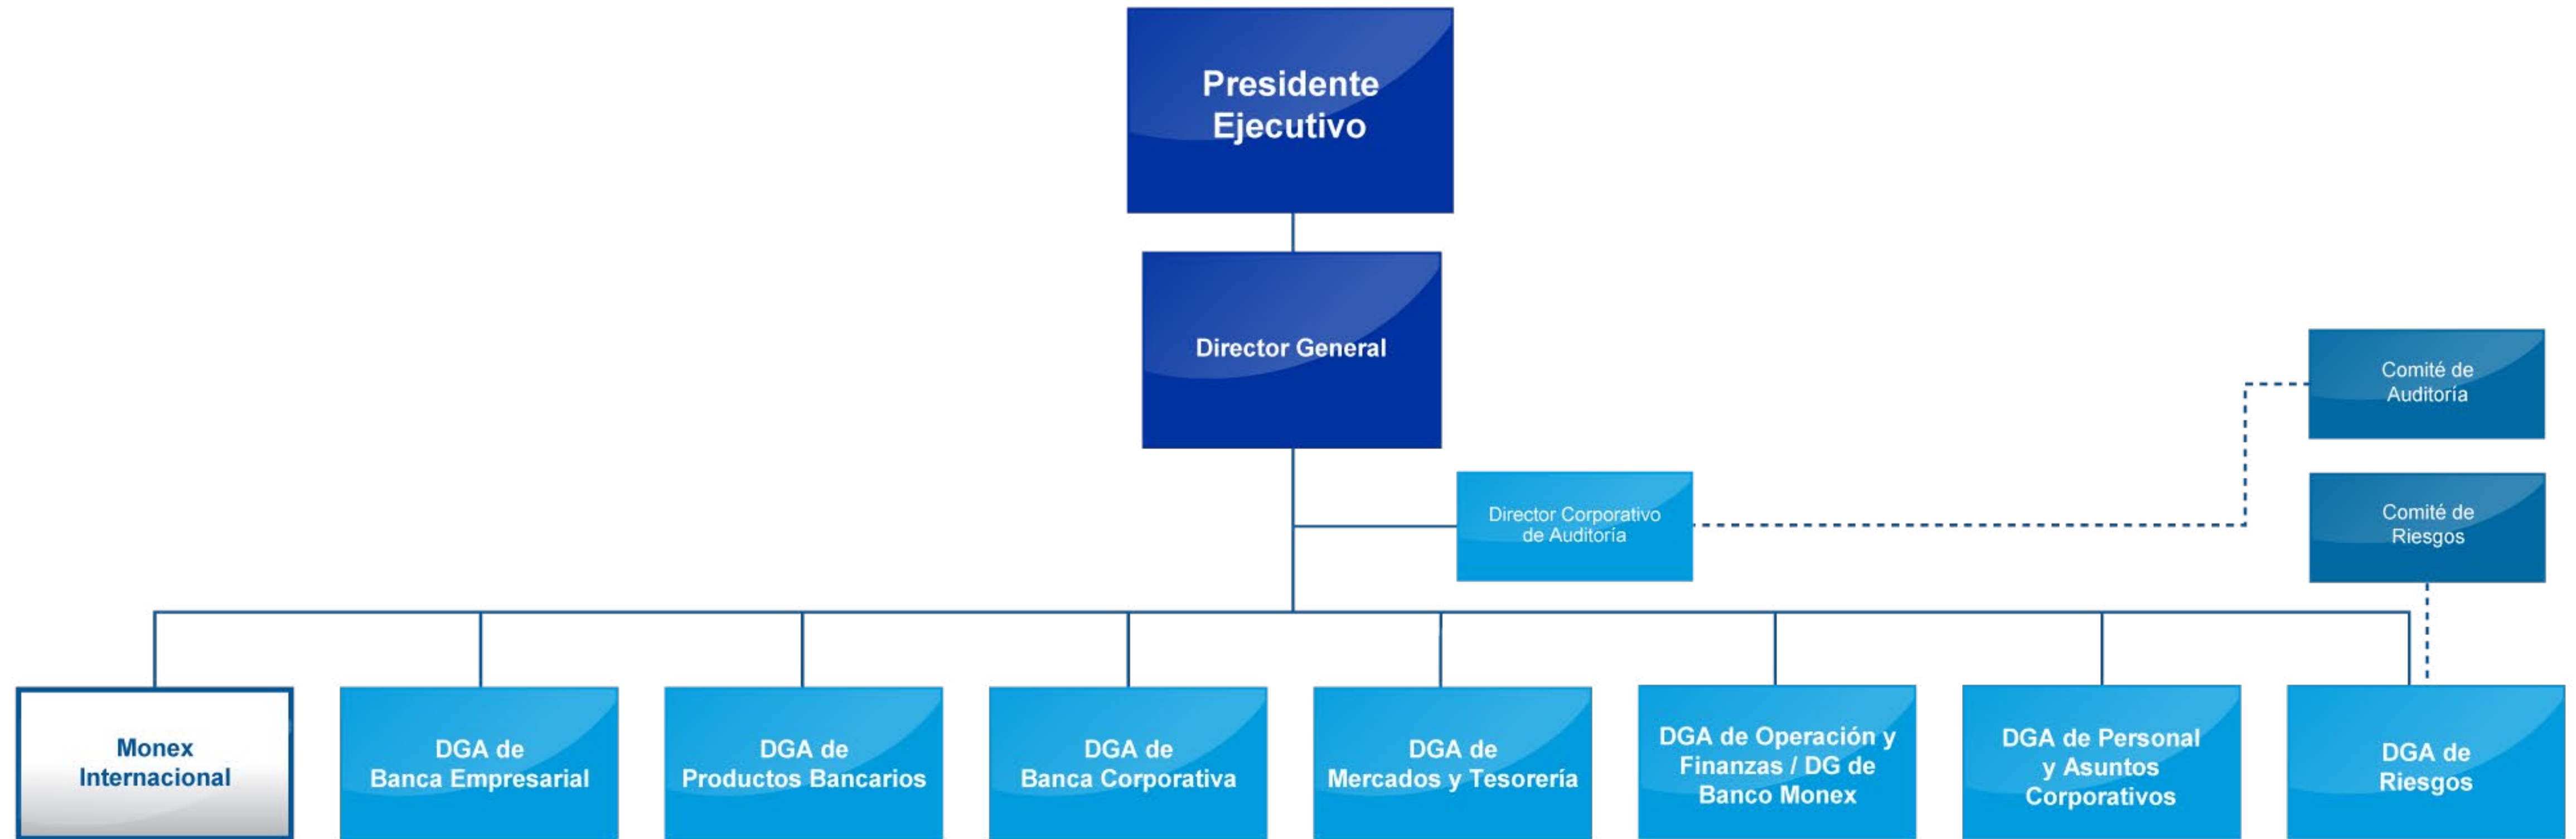 Presidente
Ejecutivo
Director General
Comité de
Auditoría
Director Corporativo
de Auditoría
Comité de
Riesgos
Monex
Internacional
DGA de
Banca Empresarial
DGA de
Productos Bancarios
DGA de
Banca Corporativa
DGA de
Mercados y Tesorería
DGA de Operación y
Finanzas / DG de
Banco Monex
DGA de Personal
y Asuntos
Corporativos
DGA de
Riesgos